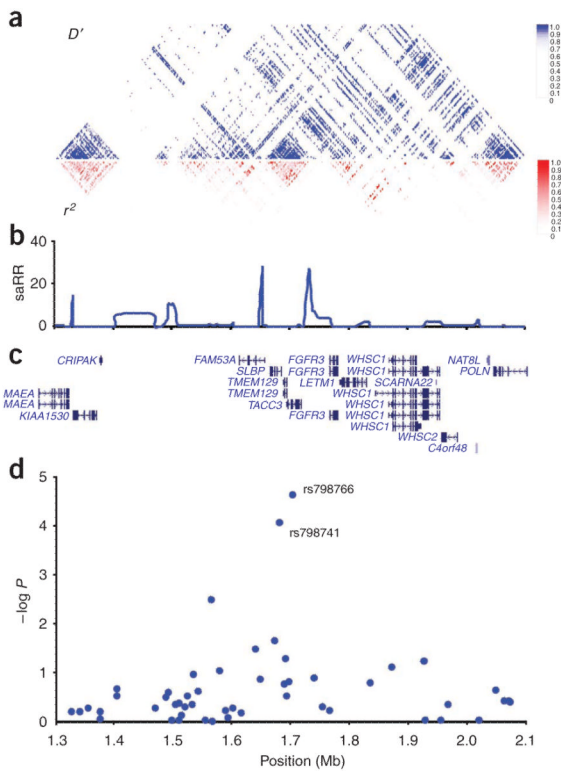 a
D′
1.0
0.9
0.8
0.7
0.6
0.5
0.4
0.3
0.2
0.1
0
r²
1.0
0.9
0.8
0.7
0.6
0.5
0.4
0.3
0.2
0.1
0
b
saRR
40
20
0
c
CRIPAK FAM53A FGFR3 WHSC1 NAT8L
SLBP FGFR3 WHSC1 POLN
TMEM129 LETM1 SCARNA22
MAEA TMEM129 WHSC1
MAEA TACC3 WHSC1
KIAA1530 FGFR3 WHSC1
WHSC1
WHSC2
C4orf48
d
5
4
3
2
1
0
–log P
rs798766
rs798741
1.3 1.4 1.5 1.6 1.7 1.8 1.9 2.0 2.1
Position (Mb)